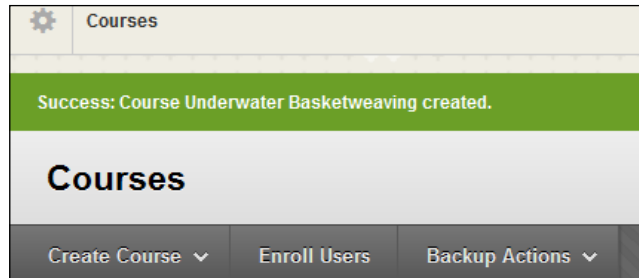 Courses
Success: Course Underwater Basketweaving created.
Courses
Create Course Enroll Users Backup Actions